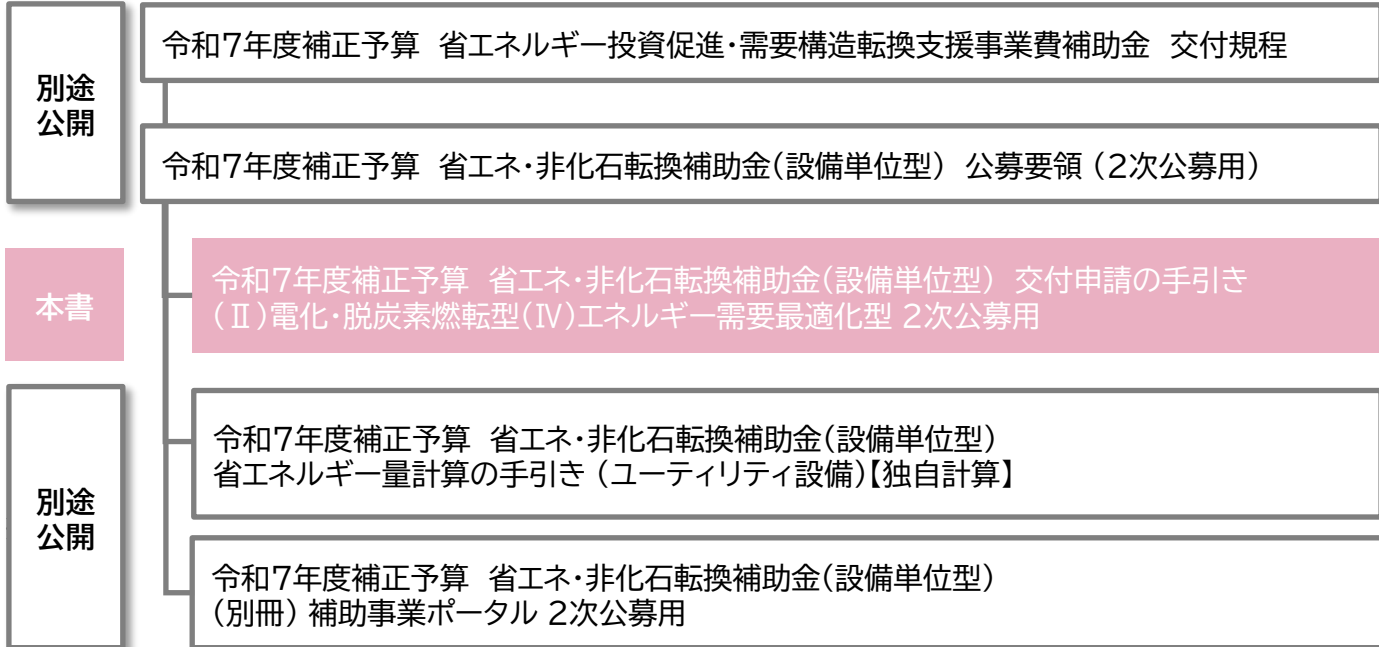 別途
公開
令和7年度補正予算 省エネルギー投資促進・需要構造転換支援事業費補助金 交付規程
令和7年度補正予算 省エネ・非化石転換補助金(設備単位型) 公募要領 (2次公募用)
本書
令和7年度補正予算 省エネ・非化石転換補助金(設備単位型) 交付申請の手引き
(Ⅱ)電化・脱炭素燃転型(Ⅳ)エネルギー需要最適化型 2次公募用
別途
公開
令和7年度補正予算 省エネ・非化石転換補助金(設備単位型)
省エネルギー量計算の手引き (ユーティリティ設備)【独自計算】
令和7年度補正予算 省エネ・非化石転換補助金(設備単位型)
(別冊) 補助事業ポータル 2次公募用